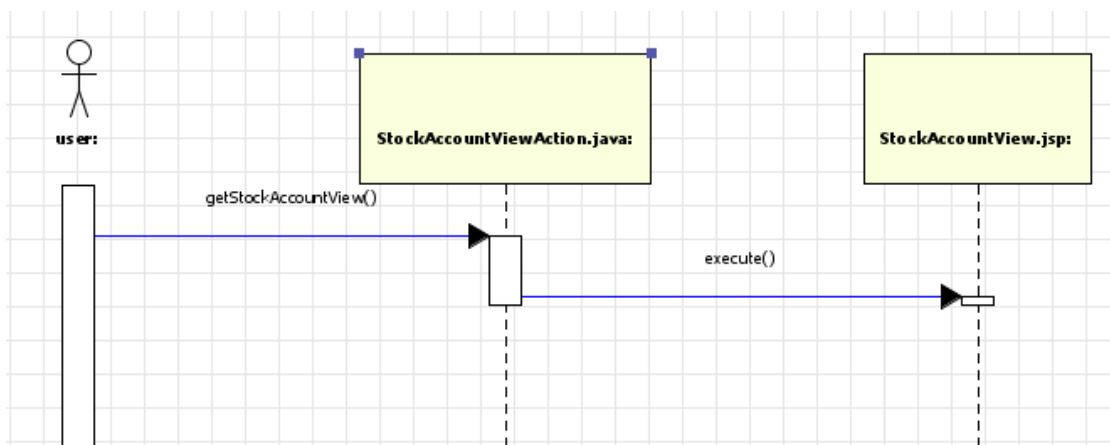 user:
StockAccountViewAction.java:
StockAccountView.jsp:
getStockAccountView()
execute()